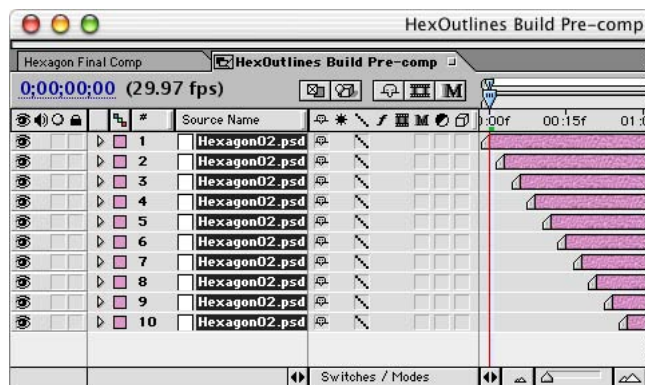 HexOutlines Build Pre-comp
Hexagon Final Comp
HexOutlines Build Pre-comp
0;00;00;00 (29.97 fps)
M
# Source Name
M
0:00f 00:15f 01:0
1 Hexagon02.psd
2 Hexagon02.psd
3 Hexagon02.psd
4 Hexagon02.psd
5 Hexagon02.psd
6 Hexagon02.psd
7 Hexagon02.psd
8 Hexagon02.psd
9 Hexagon02.psd
10 Hexagon02.psd
Switches / Modes